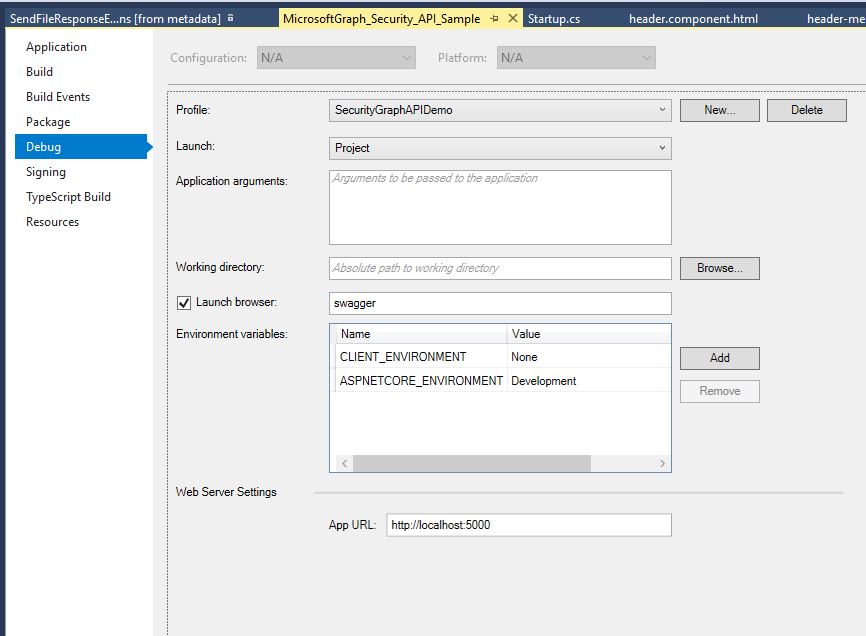 SendFileResponseE...ns [from metadata]
MicrosoftGraph_Security_API_Sample
Startup.cs
header.component.html
header-me
Application
Build
Build Events
Package
Debug
Signing
TypeScript Build
Resources
Configuration: N/A
Platform: N/A
Profile: SecurityGraphAPIDemo
New...
Delete
Launch: Project
Application arguments: Arguments to be passed to the application
Working directory: Absolute path to working directory
Browse...
Launch browser: swagger
Environment variables:
Name Value
CLIENT_ENVIRONMENT None
ASPNETCORE_ENVIRONMENT Development
Add
Remove
Web Server Settings
App URL: http://localhost:5000